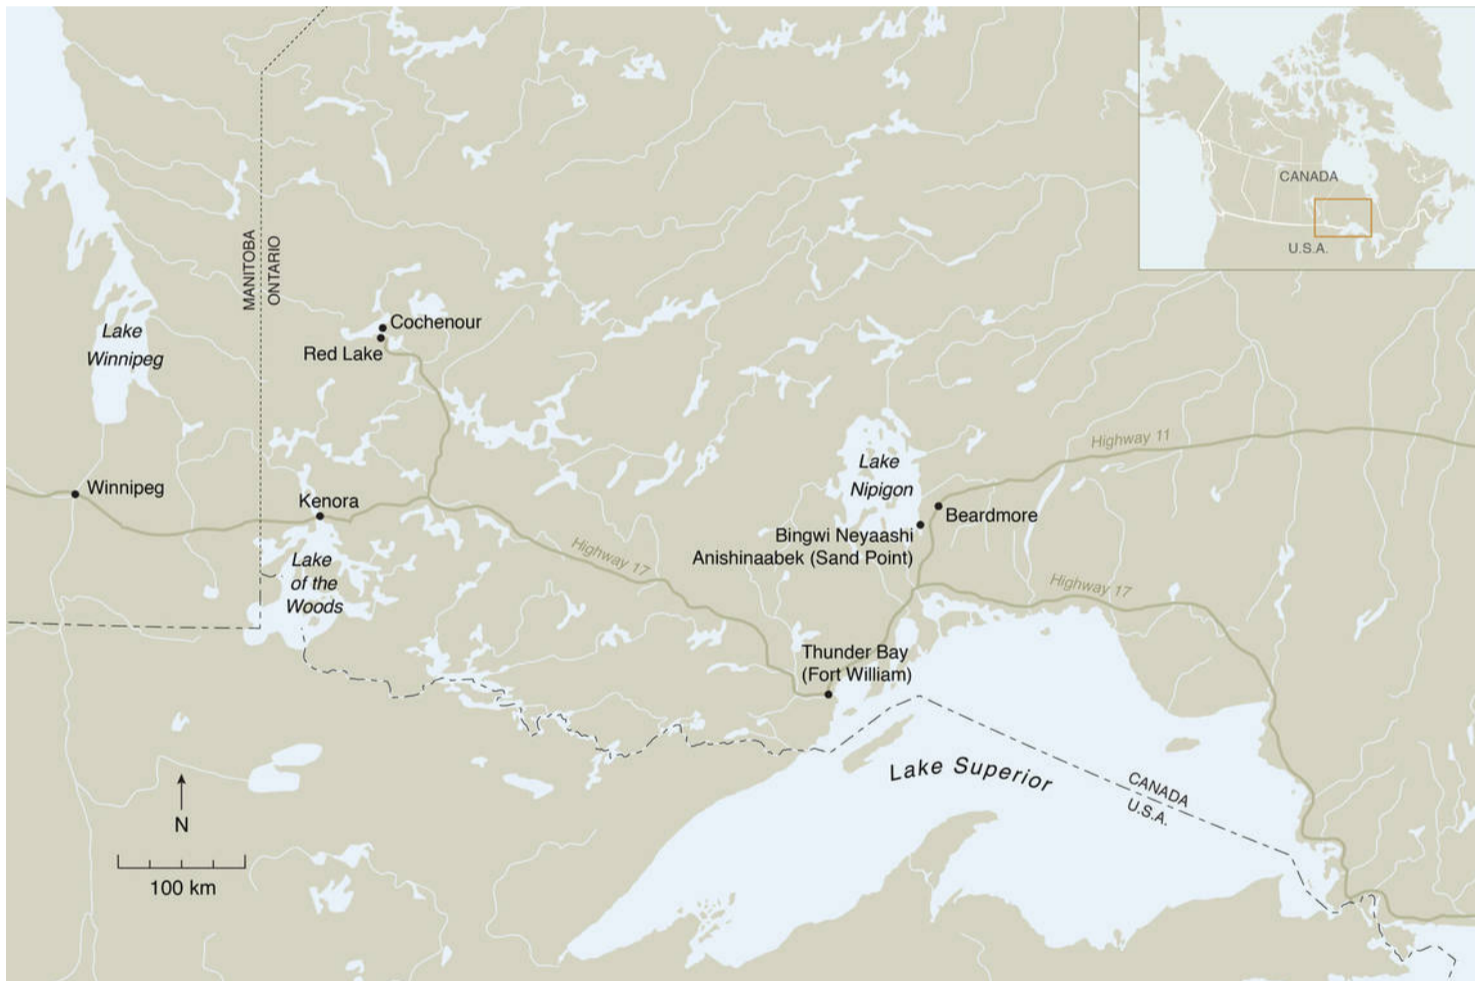 CANADA
U.S.A.
MANITOBA
ONTARIO
Cochenour
Red Lake
Lake
Winnipeg
Highway 11
Lake
Nipigon
Winnipeg
Kenora
Beardmore
Bingwi Neyaashi
Anishinaabek (Sand Point)
Highway 17
Lake
of the
Woods
Highway 17
Thunder Bay
(Fort William)
Lake Superior
CANADA
U.S.A.
N
100 km